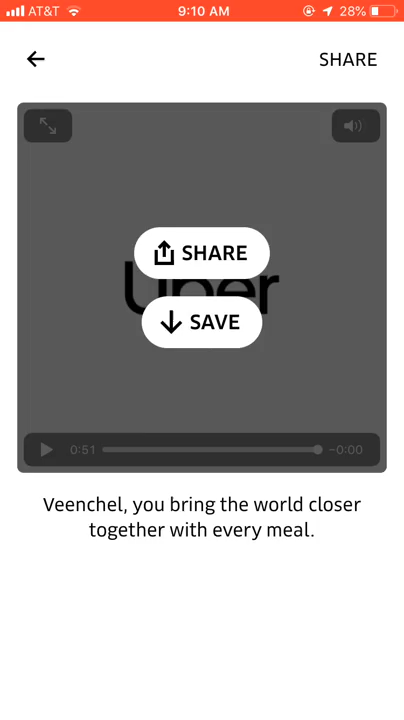 AT&T 9:10 AM 28%
SHARE
SHARE
Uber
SAVE
0:51 -0:00
Veenchel, you bring the world closer
together with every meal.